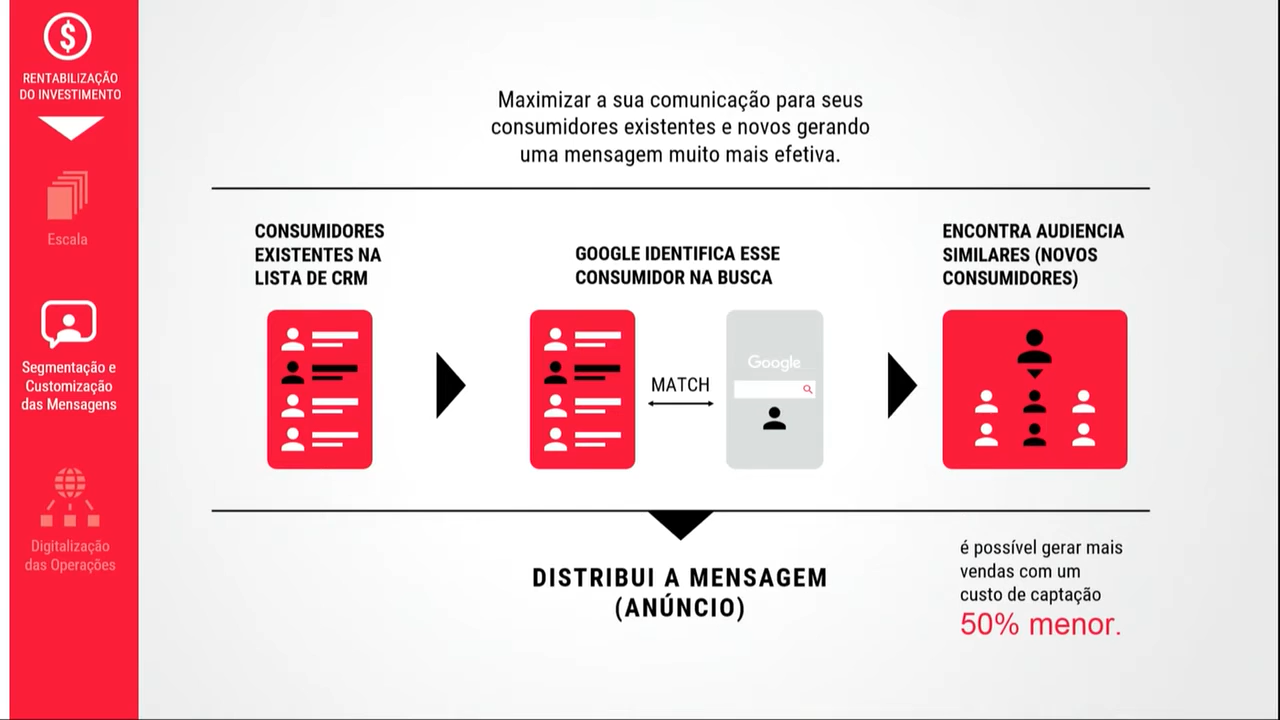 RENTABILIZAÇÃO
DO INVESTIMENTO
Escala
Segmentação e
Customização
das Mensagens
Digitalização
das Operações
Maximizar a sua comunicação para seus
consumidores existentes e novos gerando
uma mensagem muito mais efetiva.
CONSUMIDORES
EXISTENTES NA
LISTA DE CRM
GOOGLE IDENTIFICA ESSE
CONSUMIDOR NA BUSCA
MATCH
Google
ENCONTRA AUDIENCIA
SIMILARES (NOVOS
CONSUMIDORES)
DISTRIBUI A MENSAGEM
(ANÚNCIO)
é possível gerar mais
vendas com um
custo de captação
50% menor.